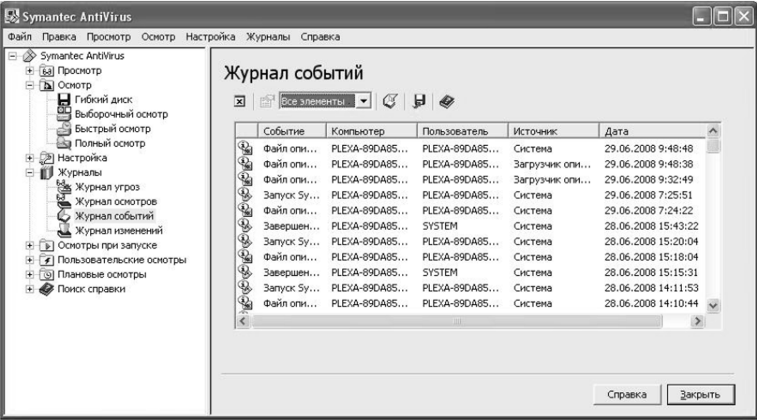 Symantec AntiVirus
Файл Правка Просмотр Осмотр Настройка Журналы Справка
Symantec AntiVirus
Просмотр
Осмотр
Гибкий диск
Выборочный осмотр
Быстрый осмотр
Полный осмотр
Настройка
Журналы
Журнал угроз
Журнал осмотров
Журнал событий
Журнал изменений
Осмотры при запуске
Пользовательские осмотры
Плановые осмотры
Поиск справки
Журнал событий
Все элементы
Событие Компьютер Пользователь Источник Дата
Файл опи... PLEXA-89DA85... PLEXA-89DA85... Система 29.06.2008 9:48:48
Файл опи... PLEXA-89DA85... PLEXA-89DA85... Загрузчик опи... 29.06.2008 9:48:38
Файл опи... PLEXA-89DA85... PLEXA-89DA85... Загрузчик опи... 29.06.2008 9:32:49
Запуск Sy... PLEXA-89DA85... PLEXA-89DA85... Система 29.06.2008 7:25:51
Файл опи... PLEXA-89DA85... PLEXA-89DA85... Система 29.06.2008 7:24:22
Завершен... PLEXA-89DA85... SYSTEM Система 28.06.2008 15:43:22
Запуск Sy... PLEXA-89DA85... PLEXA-89DA85... Система 28.06.2008 15:20:04
Файл опи... PLEXA-89DA85... PLEXA-89DA85... Система 28.06.2008 15:18:04
Завершен... PLEXA-89DA85... SYSTEM Система 28.06.2008 15:15:31
Запуск Sy... PLEXA-89DA85... PLEXA-89DA85... Система 28.06.2008 14:11:53
Файл опи... PLEXA-89DA85... PLEXA-89DA85... Система 28.06.2008 14:10:44
Справка Закрыть